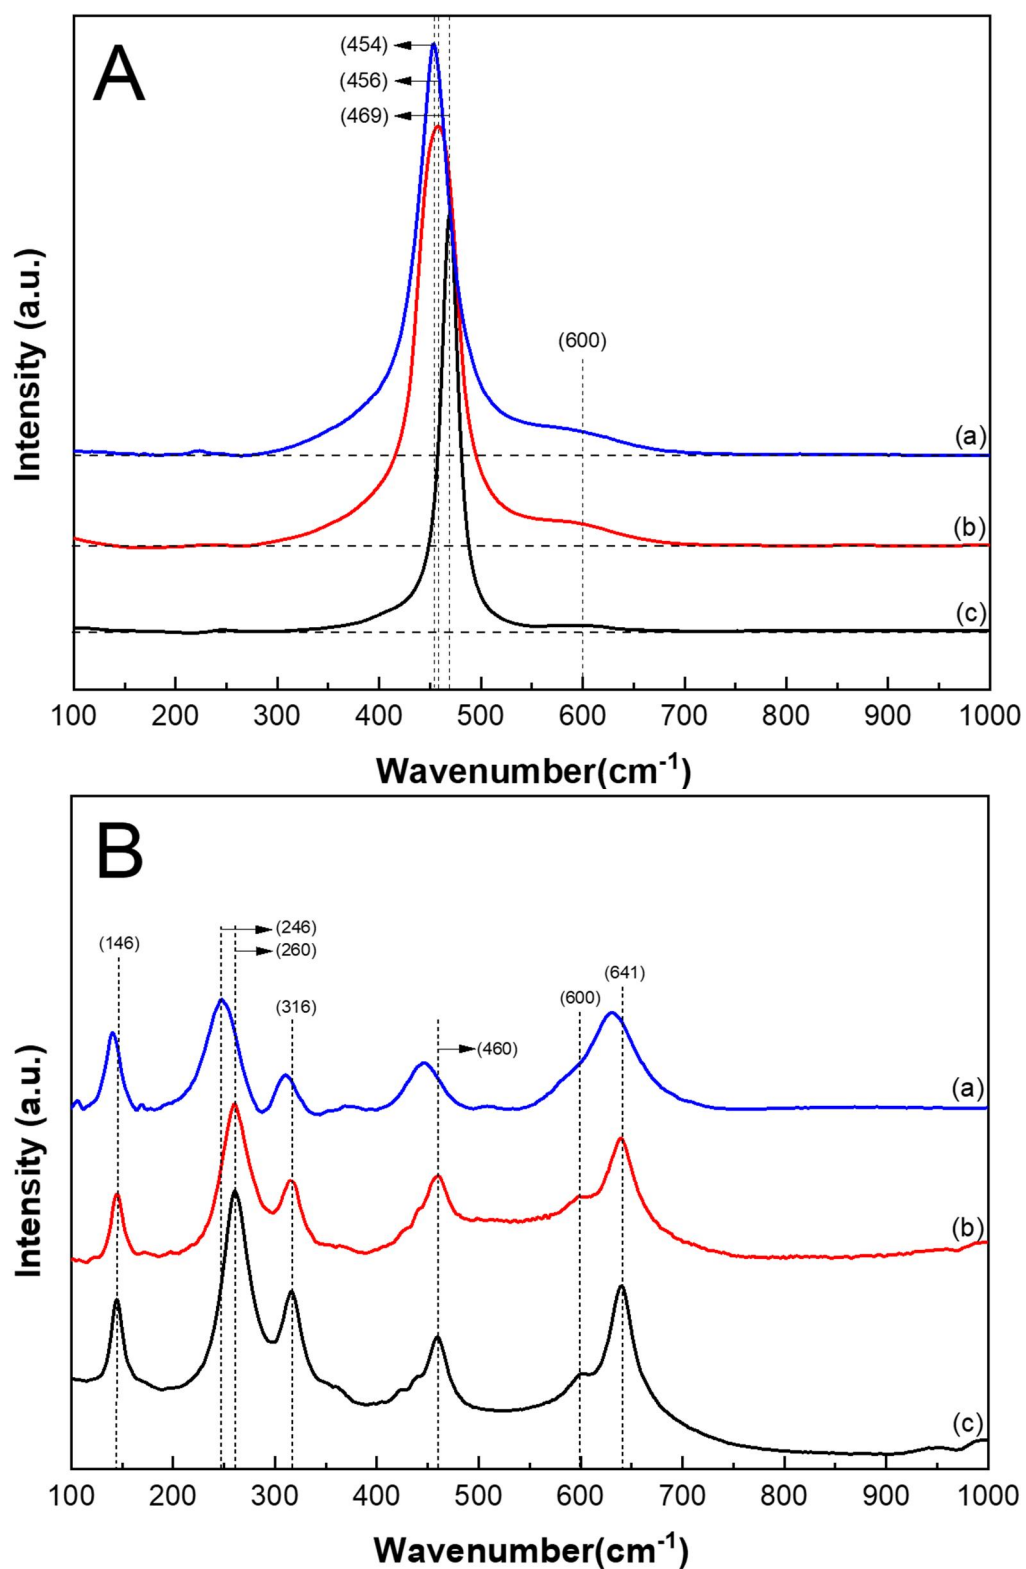 A
(454)
(456)
(469)
(600)
(a)
(b)
(c)
Intensity (a.u.)
100 200 300 400 500 600 700 800 900 1000
Wavenumber(cm-1)
B
(146)
(246)
(260)
(316)
(460)
(600)
(641)
(a)
(b)
(c)
Intensity (a.u.)
100 200 300 400 500 600 700 800 900 1000
Wavenumber(cm-1)